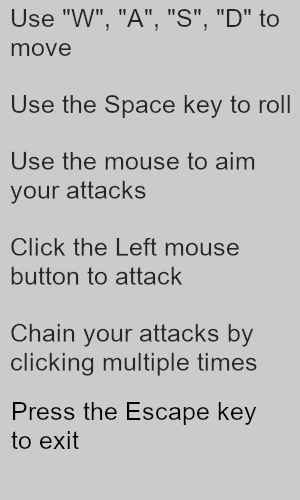 Use "W", "A", "S", "D" to
move
Use the Space key to roll
Use the mouse to aim
your attacks
Click the Left mouse
button to attack
Chain your attacks by
clicking multiple times
Press the Escape key
to exit